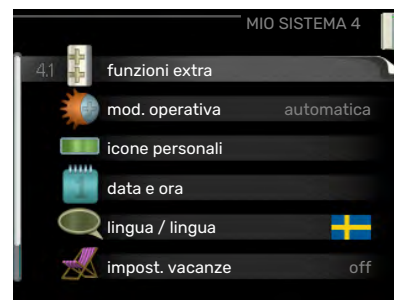 MIO SISTEMA 4
4.1 funzioni extra
mod. operativa automatica
icone personali
1
data e ora
lingua / lingua
impost. vacanze off